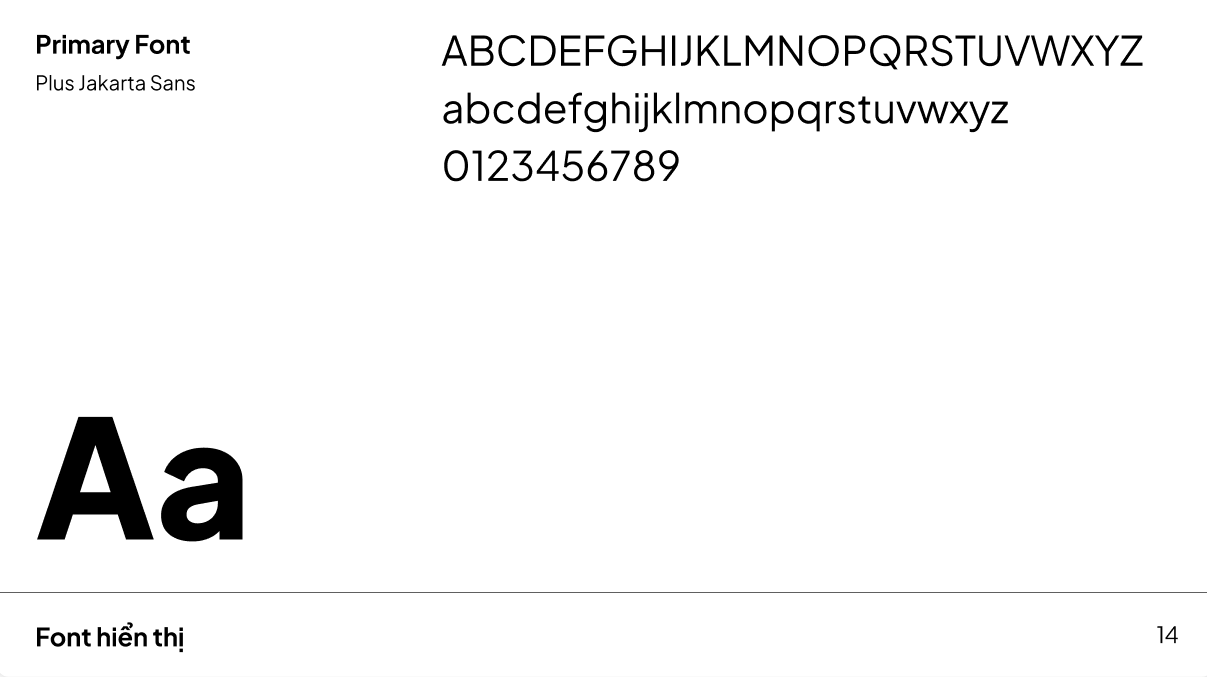 Primary Font
Plus Jakarta Sans
ABCDEFGHIJKLMNOPQRSTUVWXYZ
abcdefghijklmnopqrstuvwxyz
0123456789
Aa
Font hiển thị
14